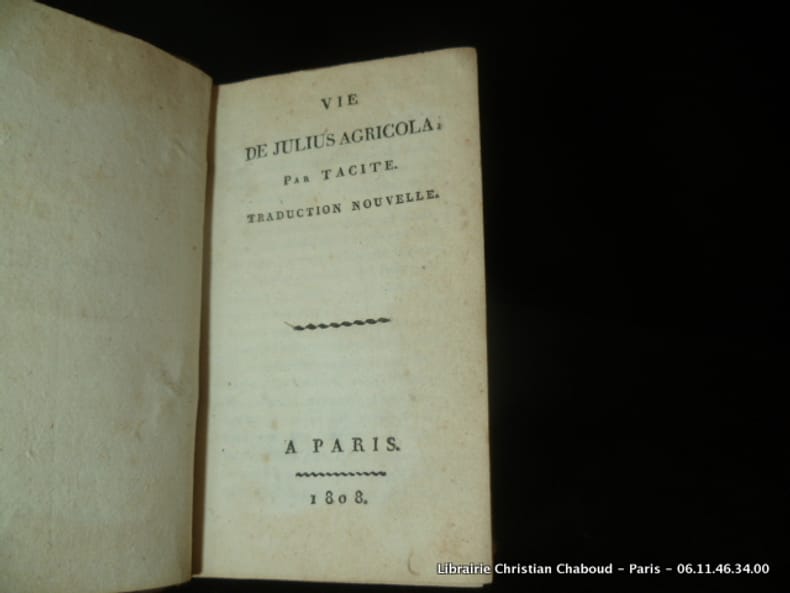 VIE
DE JULIUS AGRICOLA;
PAR TACITE.
TRADUCTION NOUVELLE.
A PARIS.
1808.
Librairie Christian Chaboud - Paris - 06.11.46.34.00